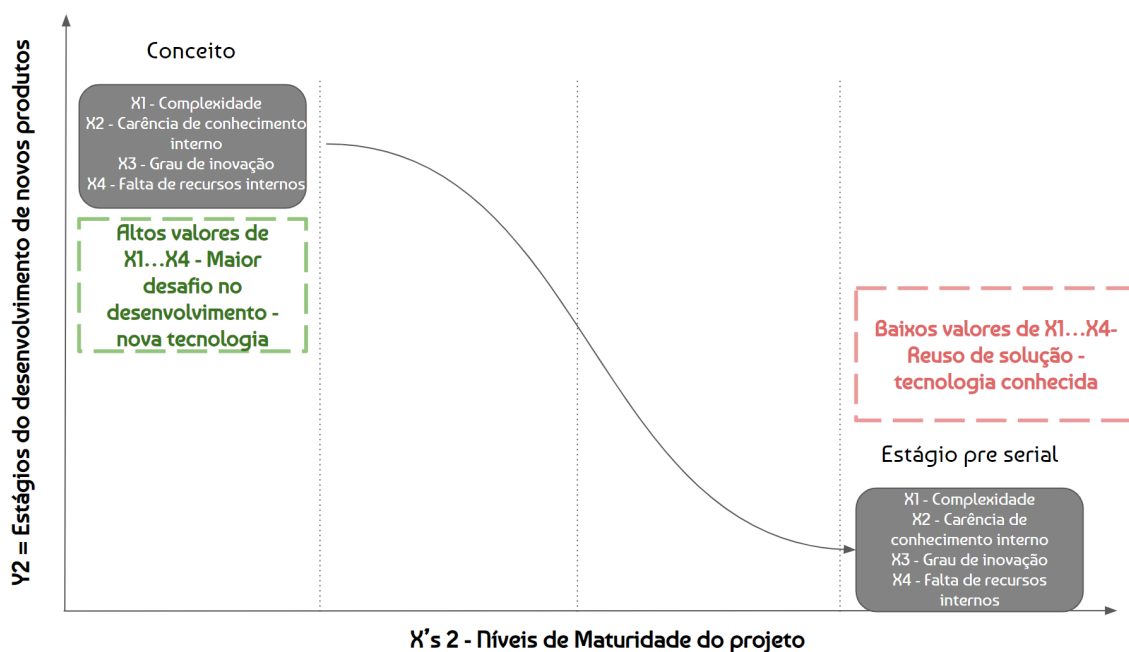 Y2 = Estágios do desenvolvimento de novos produtos
Conceito
X1 - Complexidade
X2 - Carência de conhecimento
interno
X3 - Grau de inovação
X4 - Falta de recursos internos
Altos valores de
X1...X4 - Maior
desafio no
desenvolvimento -
nova tecnologia
Baixos valores de X1...X4-
Reuso de solução -
tecnologia conhecida
Estágio pre serial
X1 - Complexidade
X2 - Carência de
conhecimento interno
X3 - Grau de inovação
X4 - Falta de recursos
internos
X's 2 - Níveis de Maturidade do projeto